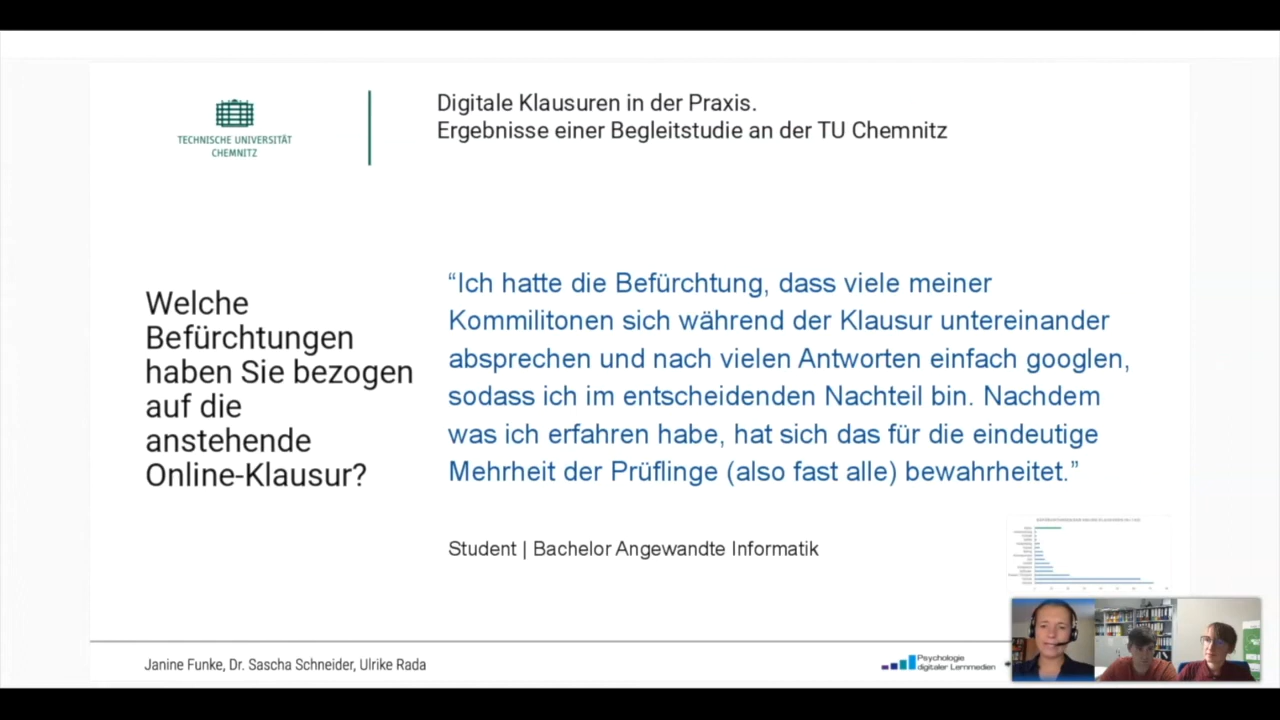 TECHNISCHE UNIVERSITÄT
CHEMNITZ
Digitale Klausuren in der Praxis.
Ergebnisse einer Begleitstudie an der TU Chemnitz
Welche
Befürchtungen
haben Sie bezogen
auf die
anstehende
Online-Klausur?
“Ich hatte die Befürchtung, dass viele meiner
Kommilitonen sich während der Klausur untereinander
absprechen und nach vielen Antworten einfach googlen,
sodass ich im entscheidenden Nachteil bin. Nachdem
was ich erfahren habe, hat sich das für die eindeutige
Mehrheit der Prüflinge (also fast alle) bewahrheitet.”
Student | Bachelor Angewandte Informatik
Janine Funke, Dr. Sascha Schneider, Ulrike Rada
Psychologie
digitaler Lernmedien